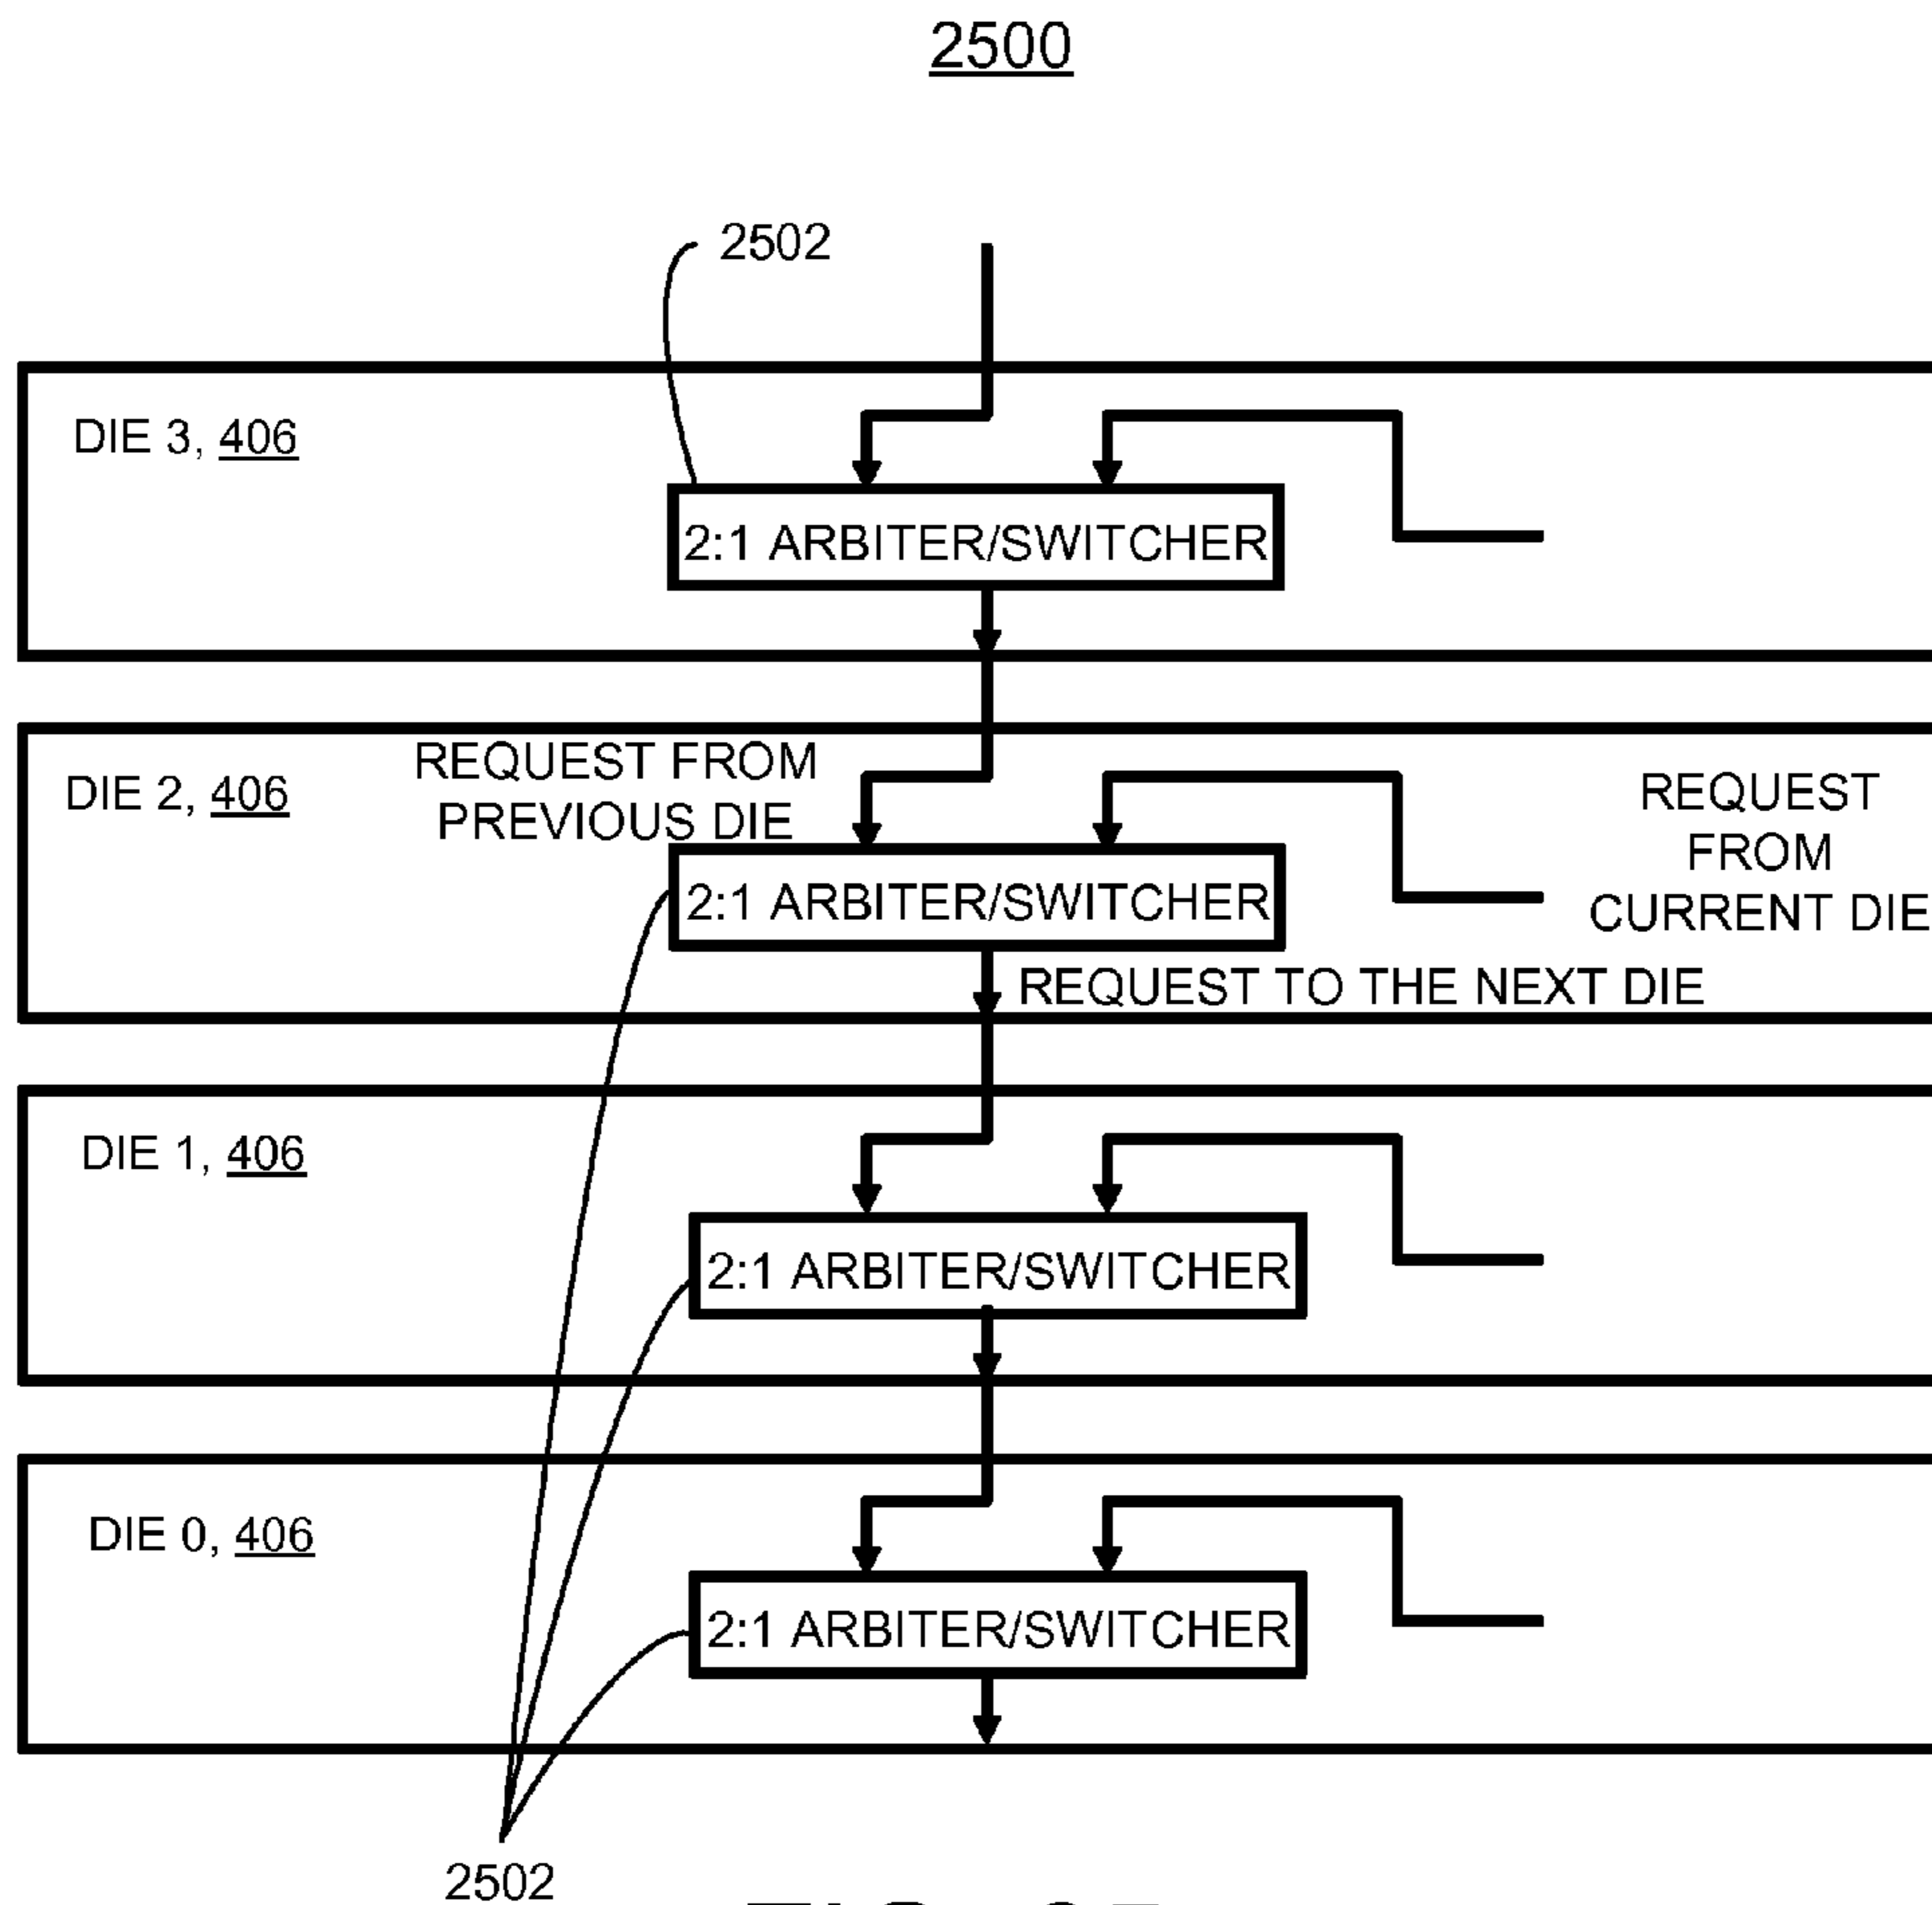 2500
2502
DIE 3, 406
2:1 ARBITER/SWITCHER
DIE 2, 406
REQUEST FROM
PREVIOUS DIE
REQUEST
FROM
CURRENT DIE
2:1 ARBITER/SWITCHER
REQUEST TO THE NEXT DIE
DIE 1, 406
2:1 ARBITER/SWITCHER
DIE 0, 406
2:1 ARBITER/SWITCHER
2502